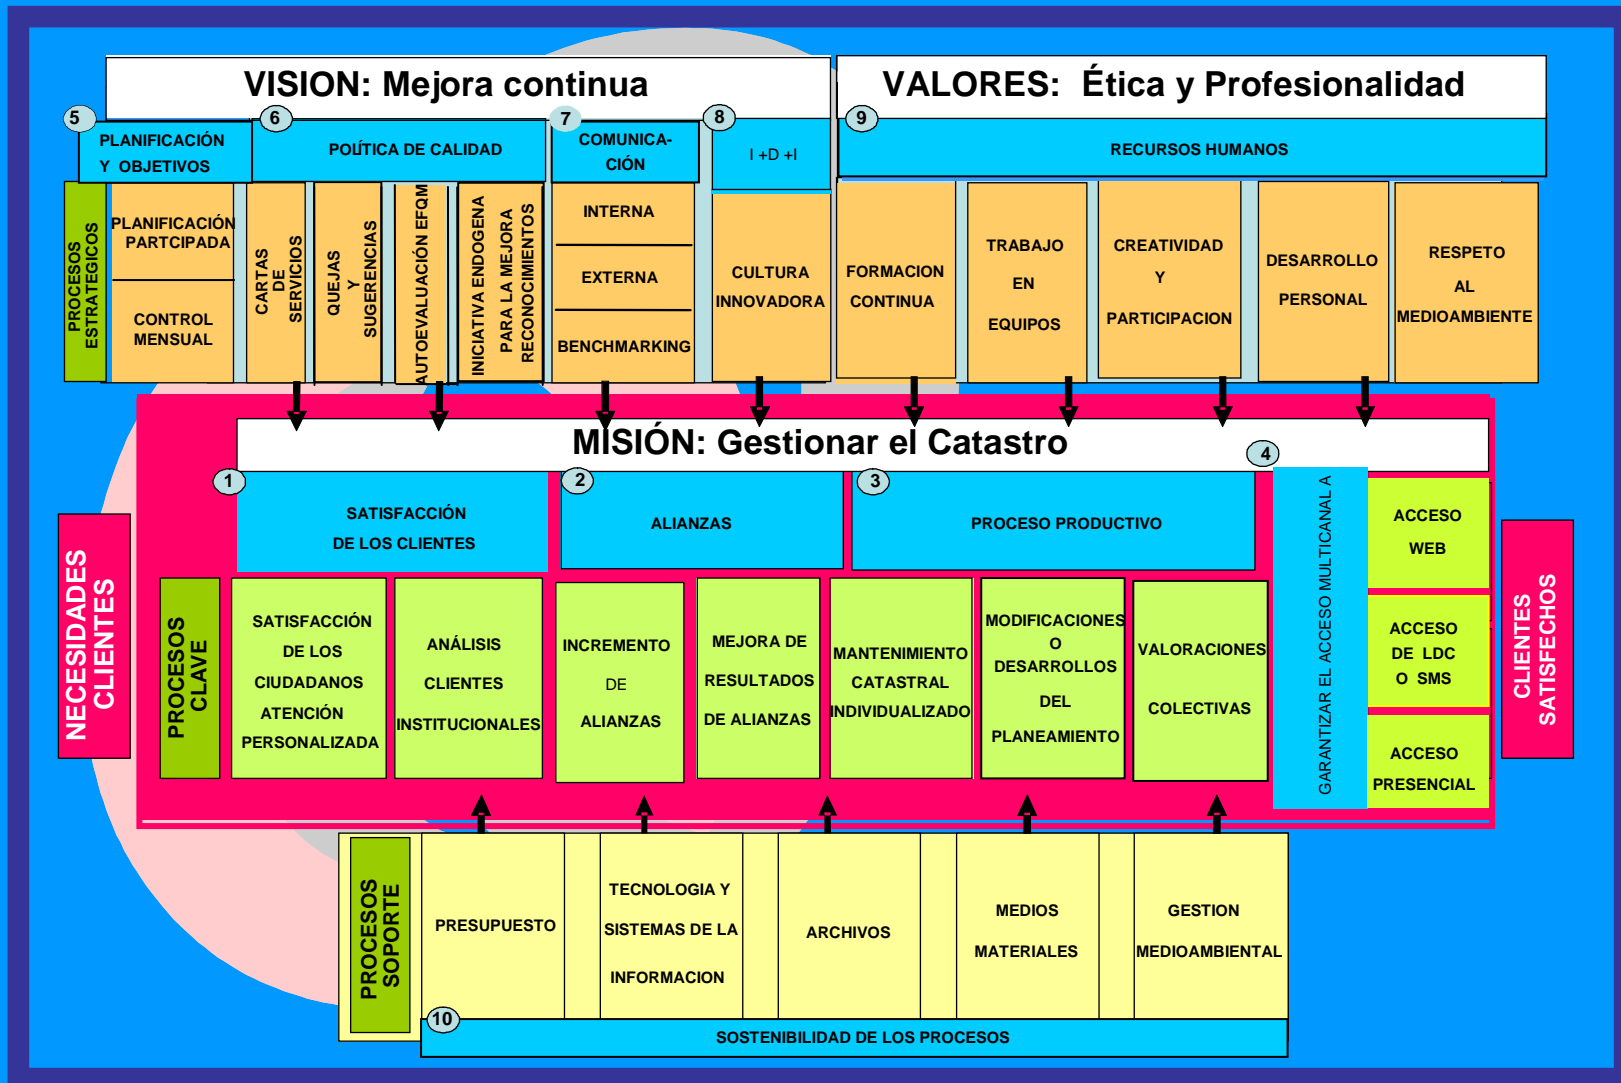 VISION: Mejora continua
VALORES: Ética y Profesionalidad
5
PLANIFICACIÓN
Y OBJETIVOS
6
POLÍTICA DE CALIDAD
7
COMUNICA-
CIÓN
8
I +D +I
9
RECURSOS HUMANOS
PROCESOS
ESTRATEGICOS
PLANIFICACIÓN
PARTCIPADA
CONTROL
MENSUAL
CARTAS
DE
SERVICIOS
QUEJAS
Y
SUGERENCIAS
AUTOEVALUACIÓN EFQM
INICIATIVA ENDOGENA
PARA LA MEJORA
RECONOCIMIENTOS
INTERNA
EXTERNA
BENCHMARKING
CULTURA
INNOVADORA
FORMACION
CONTINUA
TRABAJO
EN
EQUIPOS
CREATIVIDAD
Y
PARTICIPACION
DESARROLLO
PERSONAL
RESPETO
AL
MEDIOAMBIENTE
MISIÓN: Gestionar el Catastro
NECESIDADES
CLIENTES
1
SATISFACCIÓN
DE LOS CLIENTES
2
ALIANZAS
3
PROCESO PRODUCTIVO
4
GARANTIZAR EL ACCESO MULTICANAL A
ACCESO
WEB
ACCESO
DE LDC
O SMS
ACCESO
PRESENCIAL
CLIENTES
SATISFECHOS
PROCESOS
CLAVE
SATISFACCIÓN
DE LOS
CIUDADANOS
ATENCIÓN
PERSONALIZADA
ANÁLISIS
CLIENTES
INSTITUCIONALES
INCREMENTO
DE
ALIANZAS
MEJORA DE
RESULTADOS
DE ALIANZAS
MANTENIMIENTO
CATASTRAL
INDIVIDUALIZADO
MODIFICACIONES
O
DESARROLLOS
DEL
PLANEAMIENTO
VALORACIONES
COLECTIVAS
PROCESOS
SOPORTE
PRESUPUESTO
TECNOLOGIA Y
SISTEMAS DE LA
INFORMACION
ARCHIVOS
MEDIOS
MATERIALES
GESTION
MEDIOAMBIENTAL
10
SOSTENIBILIDAD DE LOS PROCESOS